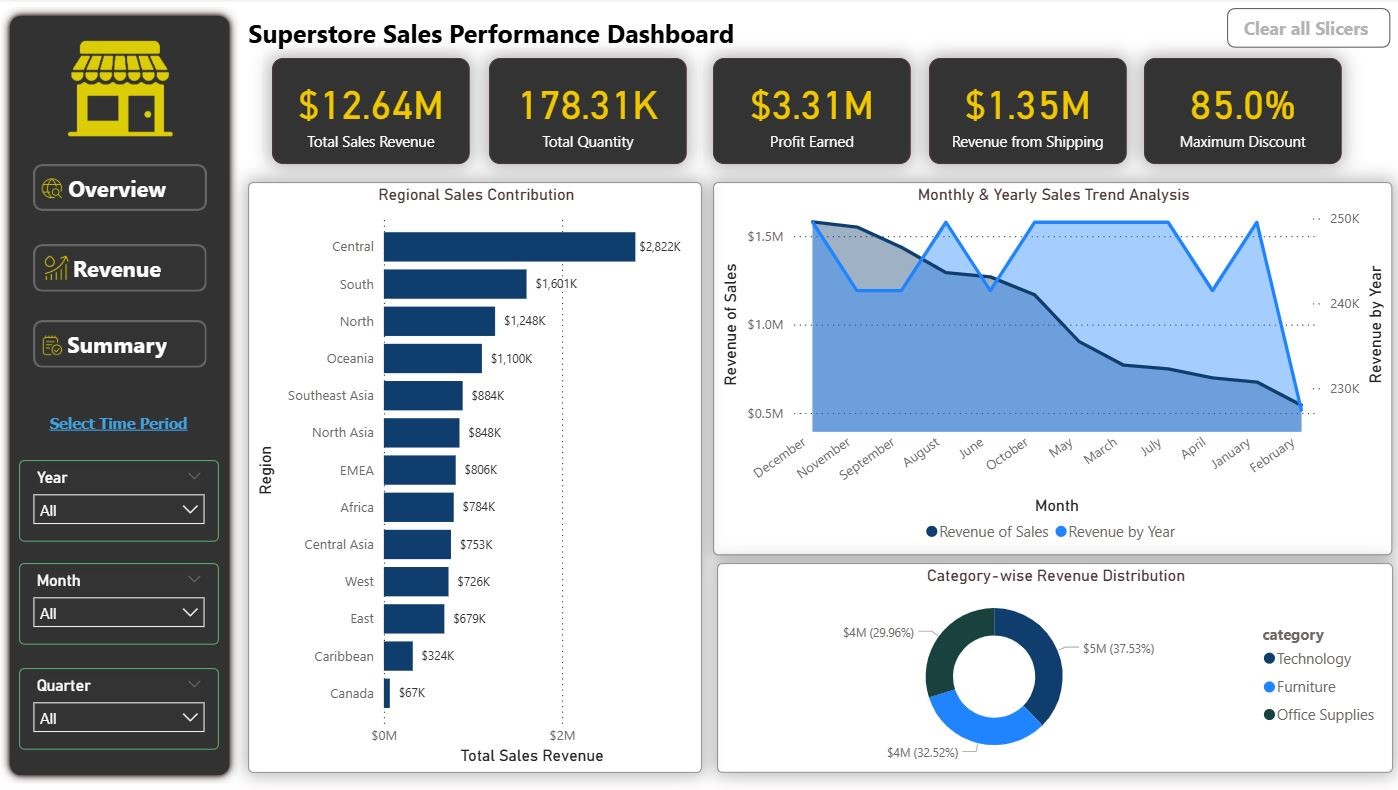 Superstore Sales Performance Dashboard
Clear all Slicers
Overview
Revenue
Summary
Select Time Period
Year
All
Month
All
Quarter
All
$12.64M
Total Sales Revenue
178.31K
Total Quantity
$3.31M
Profit Earned
$1.35M
Revenue from Shipping
85.0%
Maximum Discount
Regional Sales Contribution
Region
Central $2,822K
South $1,601K
North $1,248K
Oceania $1,100K
Southeast Asia $884K
North Asia $848K
EMEA $806K
Africa $784K
Central Asia $753K
West $726K
East $679K
Caribbean $324K
Canada $67K
$0M $2M
Total Sales Revenue
Monthly & Yearly Sales Trend Analysis
Revenue of Sales
$1.5M
$1.0M
$0.5M
250K
240K
230K
Revenue by Year
December November September August June October May March July April January February
Month
Revenue of Sales Revenue by Year
Category-wise Revenue Distribution
$4M (29.96%)
$5M (37.53%)
$4M (32.52%)
category
Technology
Furniture
Office Supplies